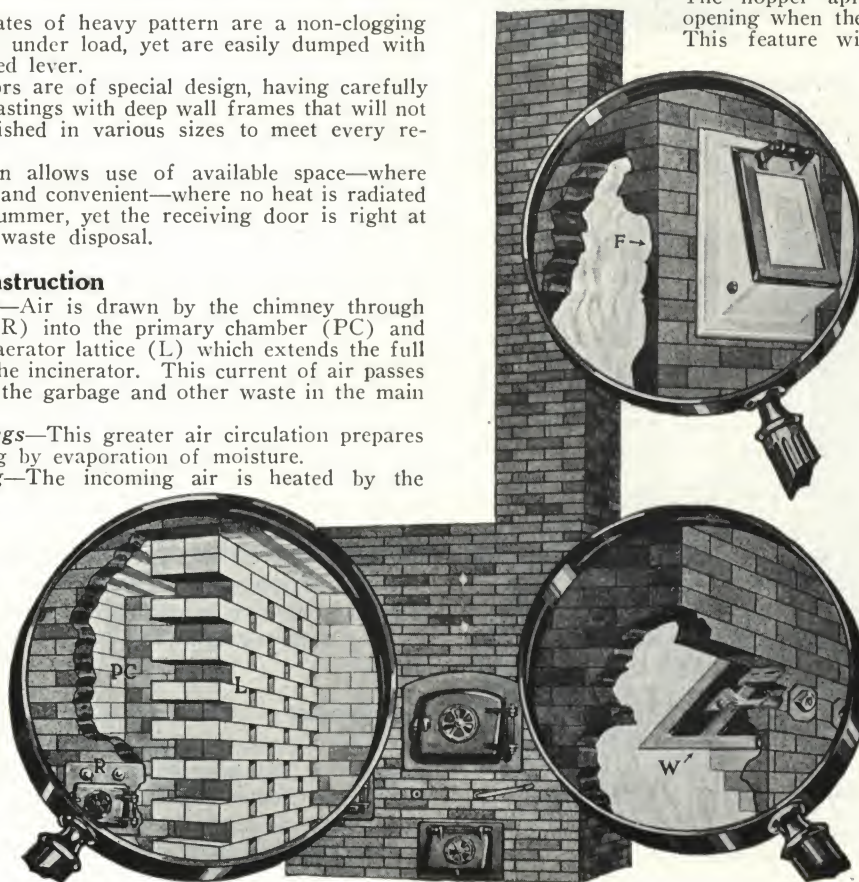 ates of heavy pattern are a non-clogging
under load, yet are easily dumped with
ed lever.
ors are of special design, having carefully
astings with deep wall frames that will not
ished in various sizes to meet every re-
n allows use of available space—where
and convenient—where no heat is radiated
ummer, yet the receiving door is right at
waste disposal.
nstruction
—Air is drawn by the chimney through
R) into the primary chamber (PC) and
aerator lattice (L) which extends the full
he incinerator. This current of air passes
the garbage and other waste in the main
gs—This greater air circulation prepares
g by evaporation of moisture.
g—The incoming air is heated by the
The hopper
opening when the
This feature wi
F
PC
L
R
W